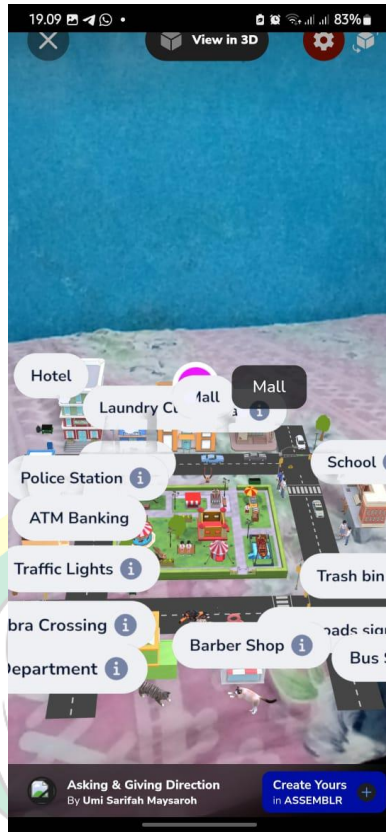 19.09
83%
View in 3D
Hotel
Mall
Mall
Laundry
School
Police Station
ATM Banking
Traffic Lights
Trash bin
Crossing
Barber Shop
Bus
Department
Asking & Giving Direction
By Umi Sarifah Maysaroh
Create Yours
in ASSEMBLR